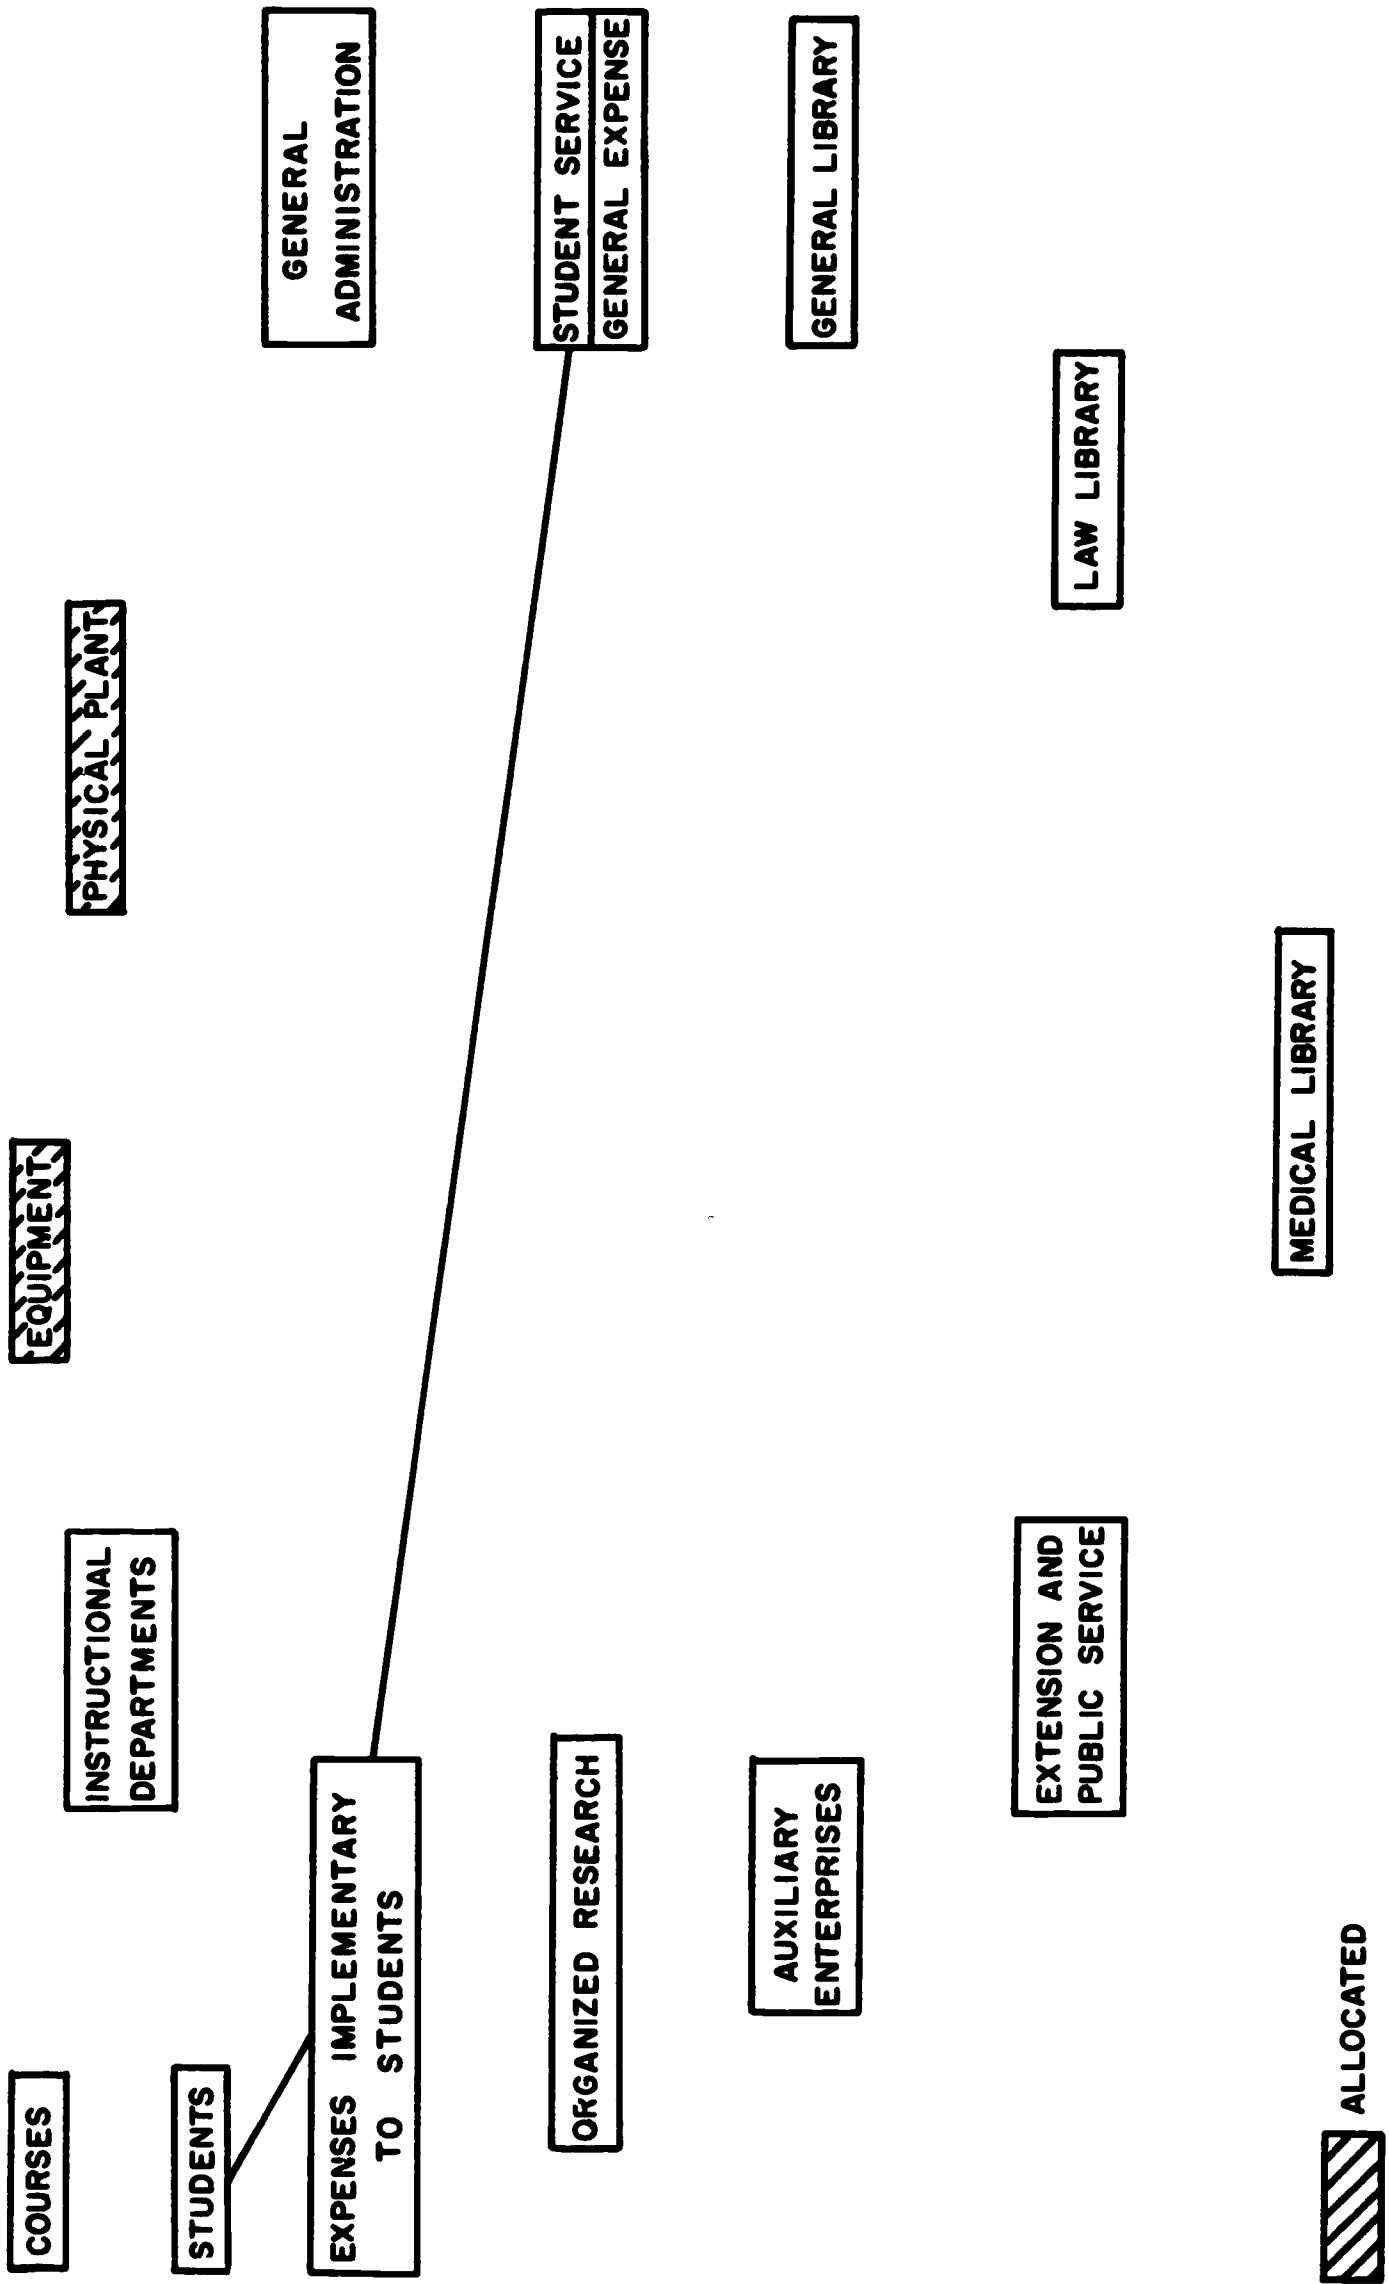 COURSES
STUDENTS
EXPENSES IMPLEMENTARY
TO STUDENTS
INSTRUCTIONAL
DEPARTMENTS
ORGANIZED RESEARCH
AUXILIARY
ENTERPRISES
EXTENSION AND
PUBLIC SERVICE
EQUIPMENT
PHYSICAL PLANT
GENERAL
ADMINISTRATION
STUDENT SERVICE
GENERAL EXPENSE
GENERAL LIBRARY
LAW LIBRARY
MEDICAL LIBRARY
ALLOCATED